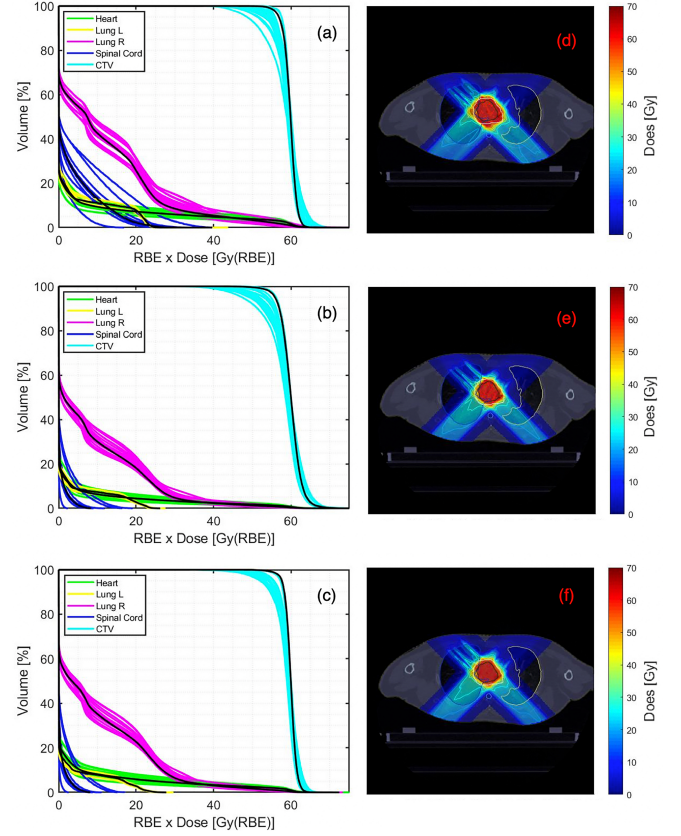 100
80
60
40
20
0
0
20
40
60
Volume [%]
RBE x Dose [Gy(RBE)]
Heart
Lung L
Lung R
Spinal Cord
CTV
(a)
(d)
70
60
50
40
30
20
10
0
Does [Gy]
100
80
60
40
20
0
0
20
40
60
Volume [%]
RBE x Dose [Gy(RBE)]
Heart
Lung L
Lung R
Spinal Cord
CTV
(b)
(e)
70
60
50
40
30
20
10
0
Does [Gy]
100
80
60
40
20
0
0
20
40
60
Volume [%]
RBE x Dose [Gy(RBE)]
Heart
Lung L
Lung R
Spinal Cord
CTV
(c)
(f)
70
60
50
40
30
20
10
0
Does [Gy]